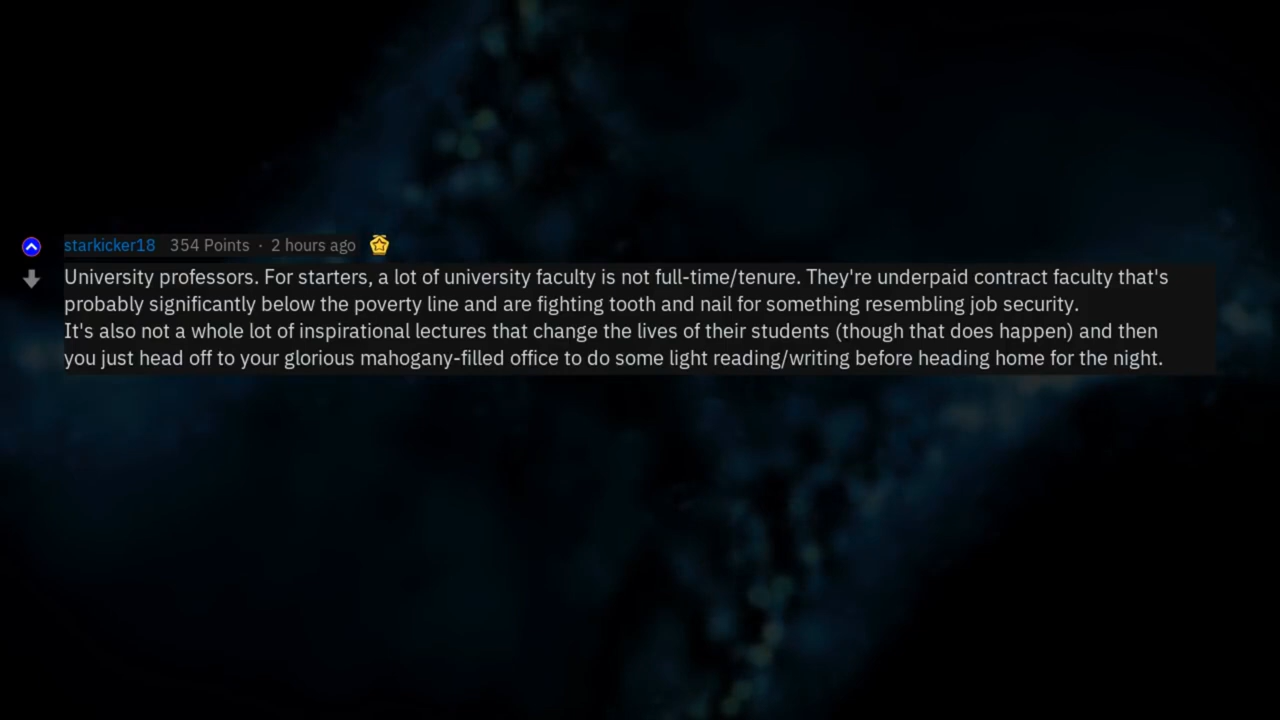 starkicker18 354 Points · 2 hours ago
University professors. For starters, a lot of university faculty is not full-time/tenure. They're underpaid contract faculty that's
probably significantly below the poverty line and are fighting tooth and nail for something resembling job security.
It's also not a whole lot of inspirational lectures that change the lives of their students (though that does happen) and then
you just head off to your glorious mahogany-filled office to do some light reading/writing before heading home for the night.